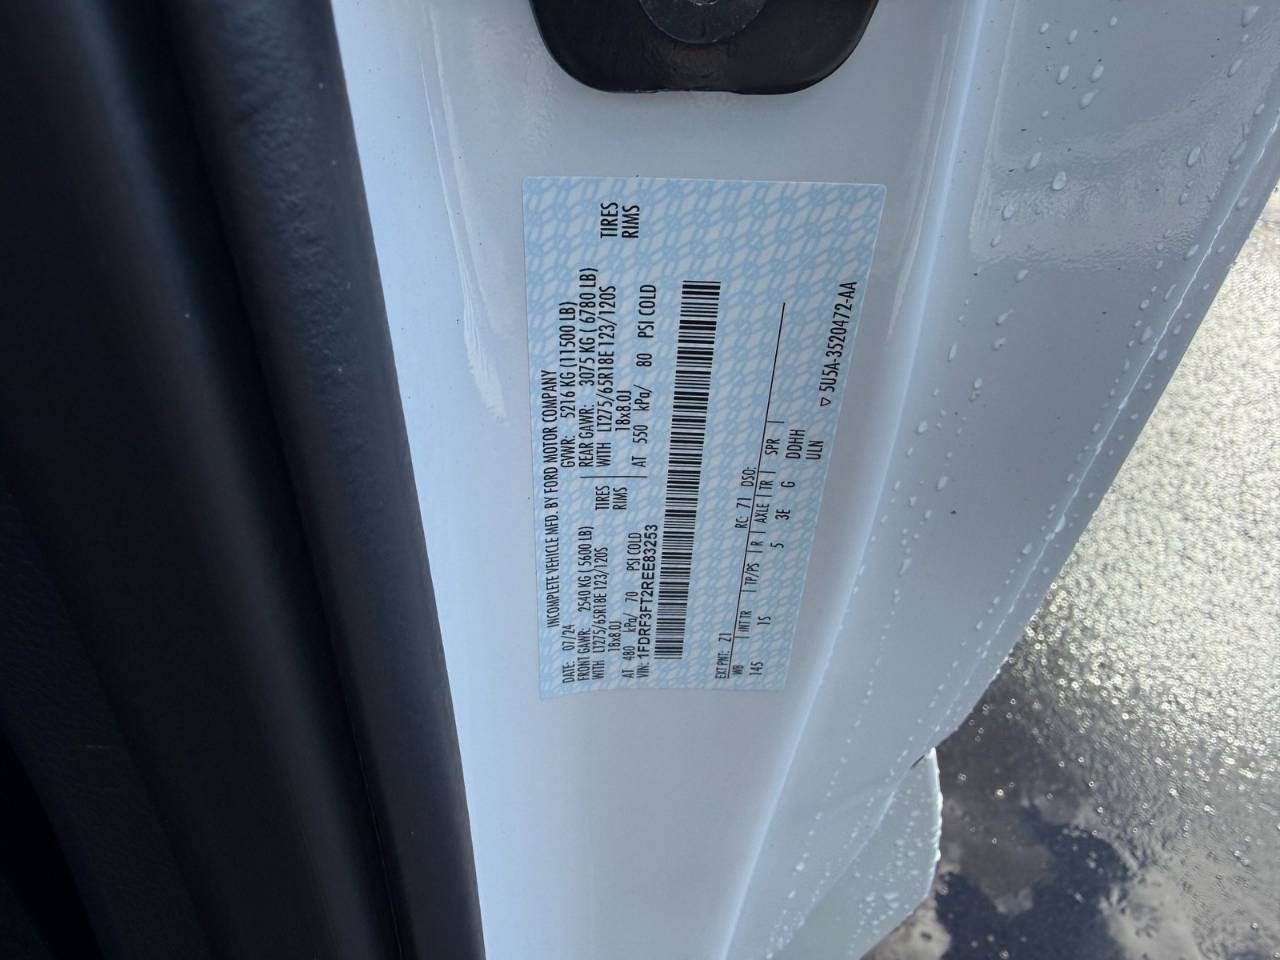 INCOMPLETE VEHICLE MFD. BY FORD MOTOR COMPANY
DATE: 07/24 GVWR: 5216 KG (11500 LB)
FRONT GAWR: 2540 KG ( 5600 LB) REAR GAWR: 3075 KG ( 6780 LB)
WITH LT275/65R18E 123/120S TIRES WITH LT275/65R18E 123/120S TIRES
18x8.0J RIMS 18x8.0J RIMS
AT 480 kPa/ 70 PSI COLD AT 550 kPa/ 80 PSI COLD
VIN: 1FDRF3FT2REE83253
EXT PNT: Z1 RC: 71 DSO:
WB INT TR TP/PS R AXLE TR SPR
145 1S 5 3E G DDHH
ULN
▽ 5U5A-3520472-AA